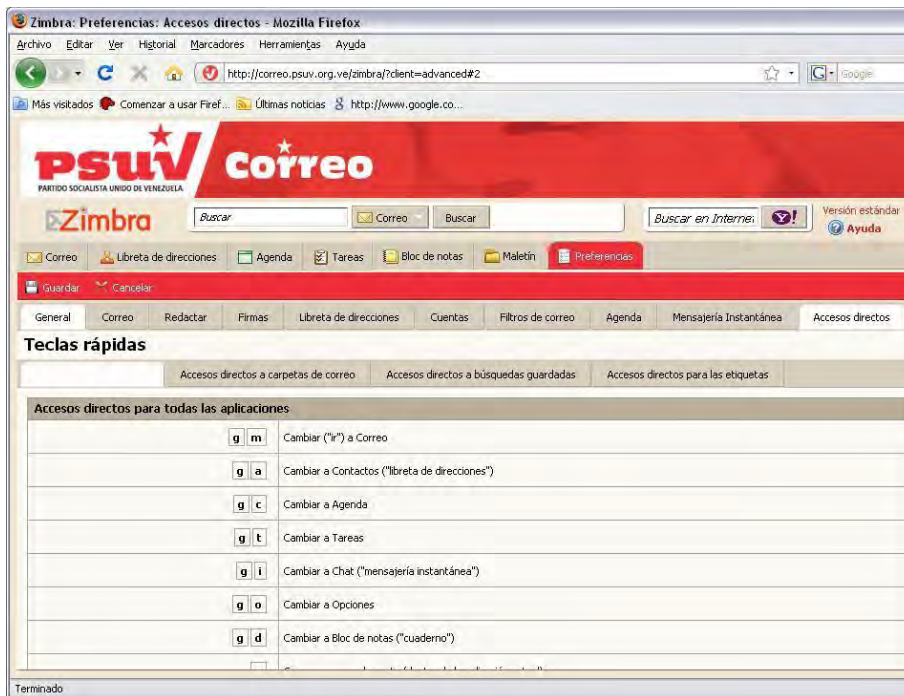 Zimbra: Preferencias: Accesos directos - Mozilla Firefox
Archivo Editar Ver Historial Marcadores Herramientas Ayuda
http://correo.psuv.org.ve/zimbra/?client=advanced#2 G Google
Más visitados Comenzar a usar Firef... Últimas noticias http://www.google.co...
psuv Correo
PARTIDO SOCIALISTA UNIDO DE VENEZUELA
Zimbra Buscar Correo Buscar Buscar en Internet Y! Versión estándar
Ayuda
Correo Libreta de direcciones Agenda Tareas Bloc de notas Maletín Preferencias
Guardar Cancelar
General Correo Redactar Firmas Libreta de direcciones Cuentas Filtros de correo Agenda Mensajería Instantánea Accesos directos
Teclas rápidas
Accesos directos a carpetas de correo Accesos directos a búsquedas guardadas Accesos directos para las etiquetas
Accesos directos para todas las aplicaciones
g m Cambiar ("ir") a Correo
g a Cambiar a Contactos ("libreta de direcciones")
g c Cambiar a Agenda
g t Cambiar a Tareas
g i Cambiar a Chat ("mensajería instantánea")
g o Cambiar a Opciones
g d Cambiar a Bloc de notas ("cuaderno")
Terminado